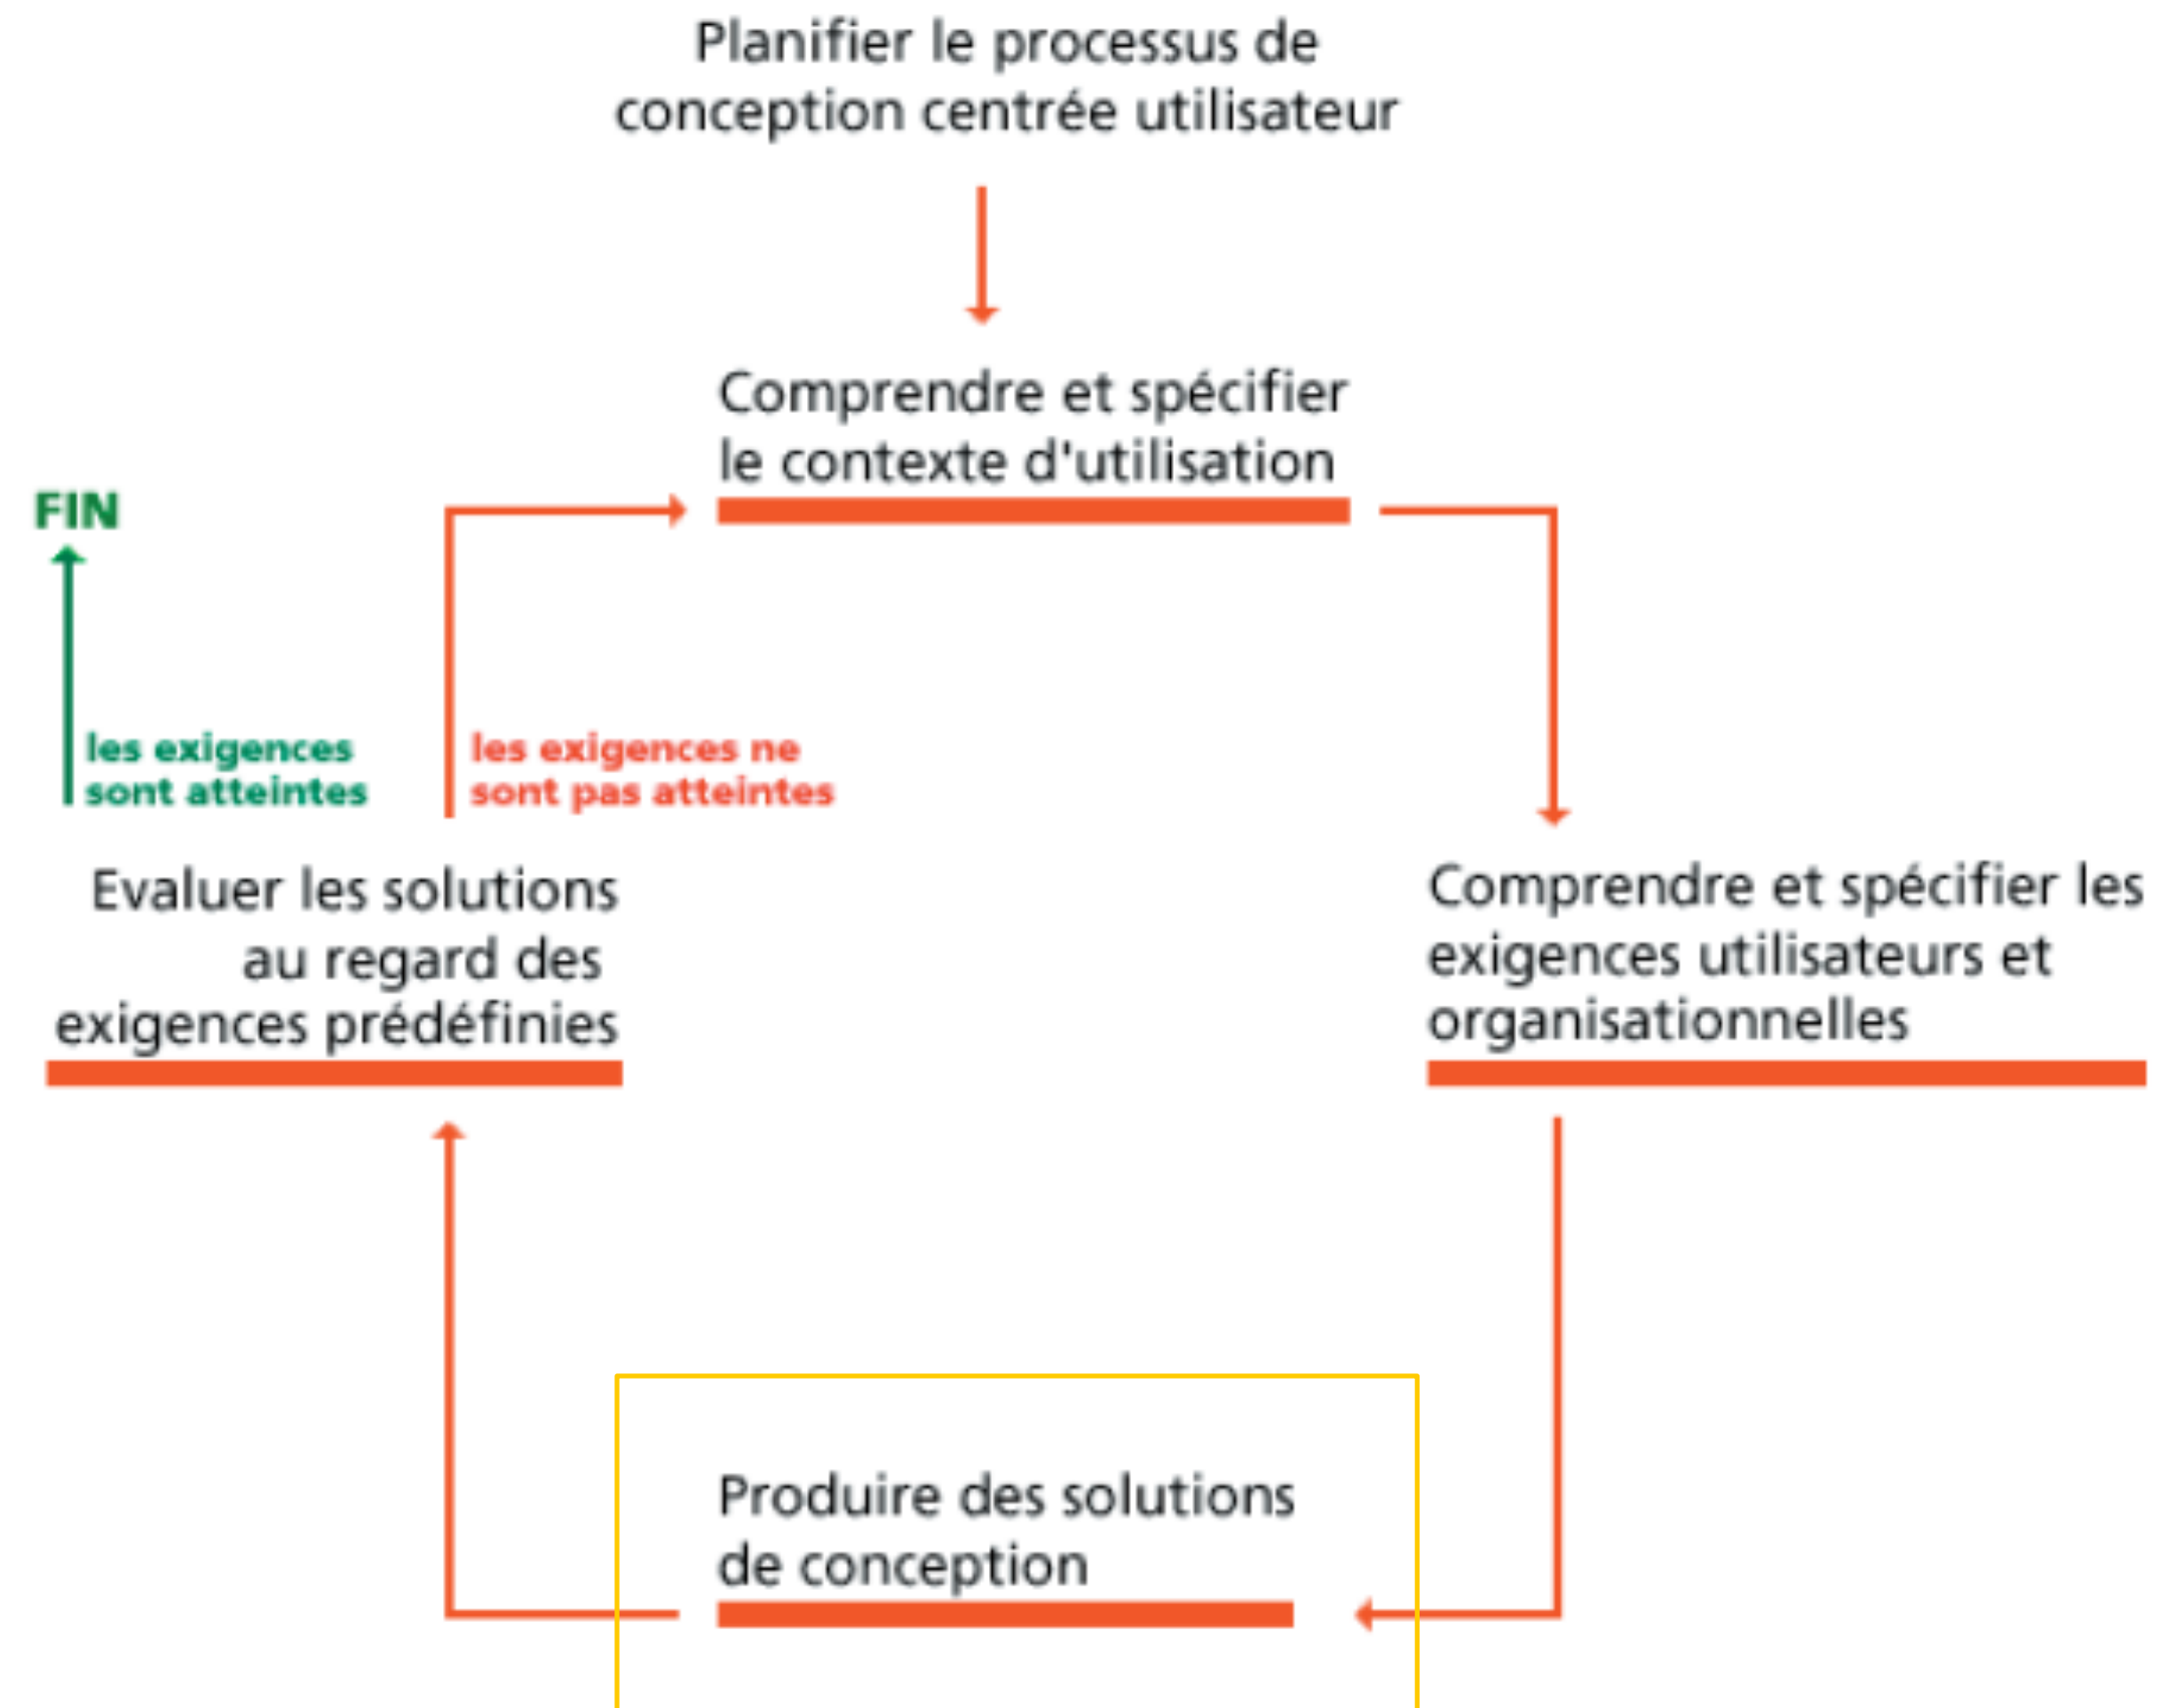 Planifier le processus de
conception centrée utilisateur
Comprendre et spécifier
le contexte d'utilisation
FIN
les exigences
sont atteintes
les exigences ne
sont pas atteintes
Evaluer les solutions
au regard des
exigences prédéfinies
Comprendre et spécifier les
exigences utilisateurs et
organisationnelles
Produire des solutions
de conception